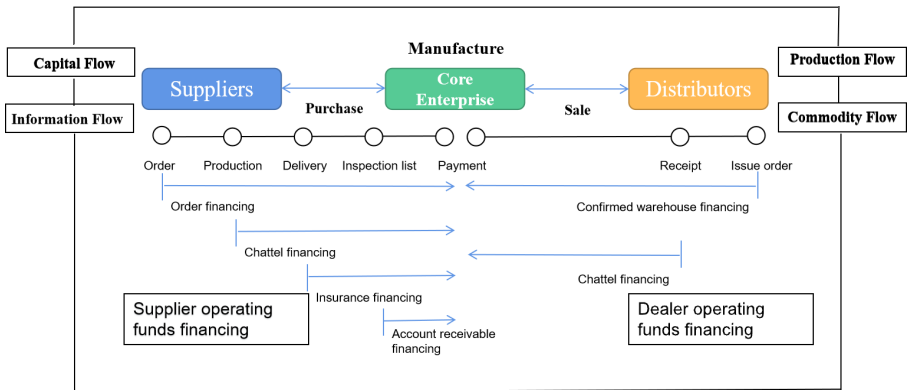 Manufacture
Capital Flow
Production Flow
Suppliers
Core
Enterprise
Distributors
Information Flow
Purchase
Sale
Commodity Flow
Order
Production
Delivery
Inspection list
Payment
Receipt
Issue order
Order financing
Confirmed warehouse financing
Chattel financing
Chattel financing
Insurance financing
Supplier operating
funds financing
Dealer operating
funds financing
Account receivable
financing